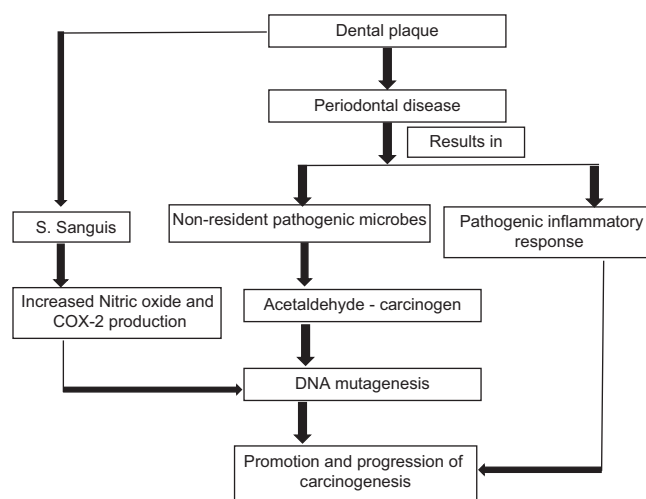 Dental plaque
Periodontal disease
Results in
S. Sanguis
Non-resident pathogenic microbes
Pathogenic inflammatory
response
Increased Nitric oxide and
COX-2 production
Acetaldehyde - carcinogen
DNA mutagenesis
Promotion and progression of
carcinogenesis